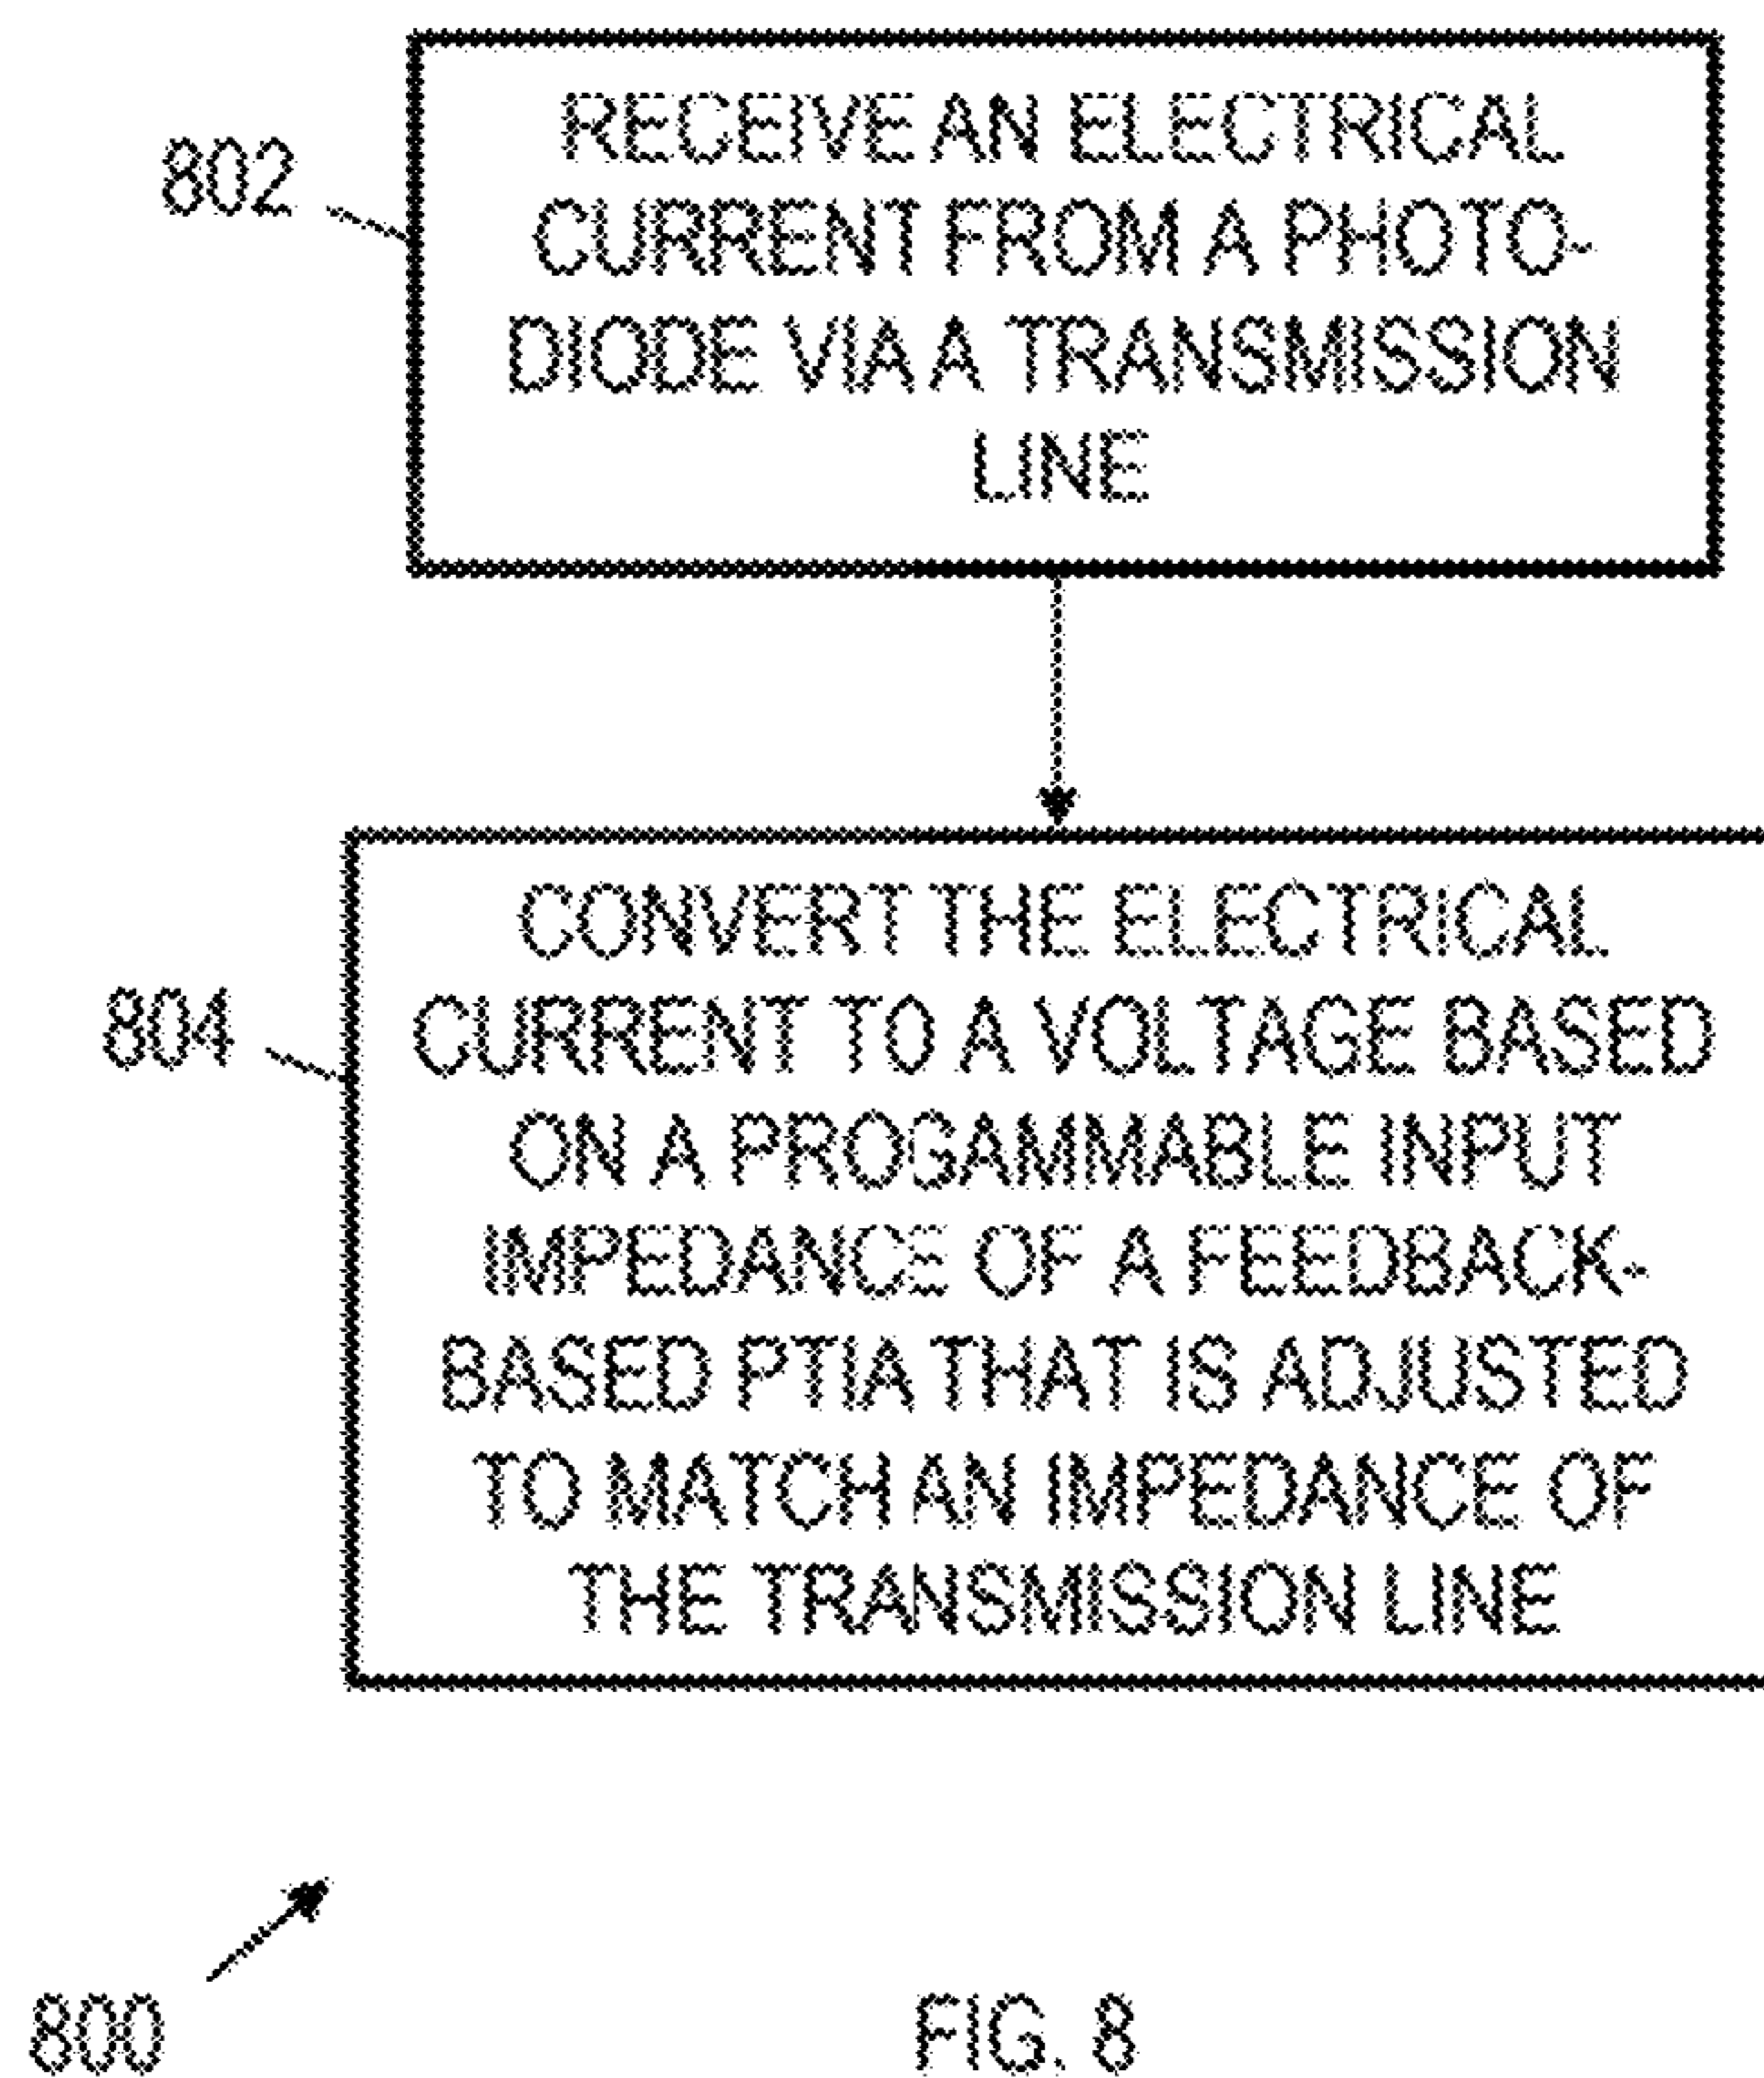 802
RECEIVE AN ELECTRICAL
CURRENT FROM A PHOTO-
DIODE VIA A TRANSMISSION
LINE
804
CONVERT THE ELECTRICAL
CURRENT TO A VOLTAGE BASED
ON A PROGAMMABLE INPUT
IMPEDANCE OF A FEEDBACK-
BASED PTIA THAT IS ADJUSTED
TO MATCH AN IMPEDANCE OF
THE TRANSMISSION LINE
800
FIG. 8